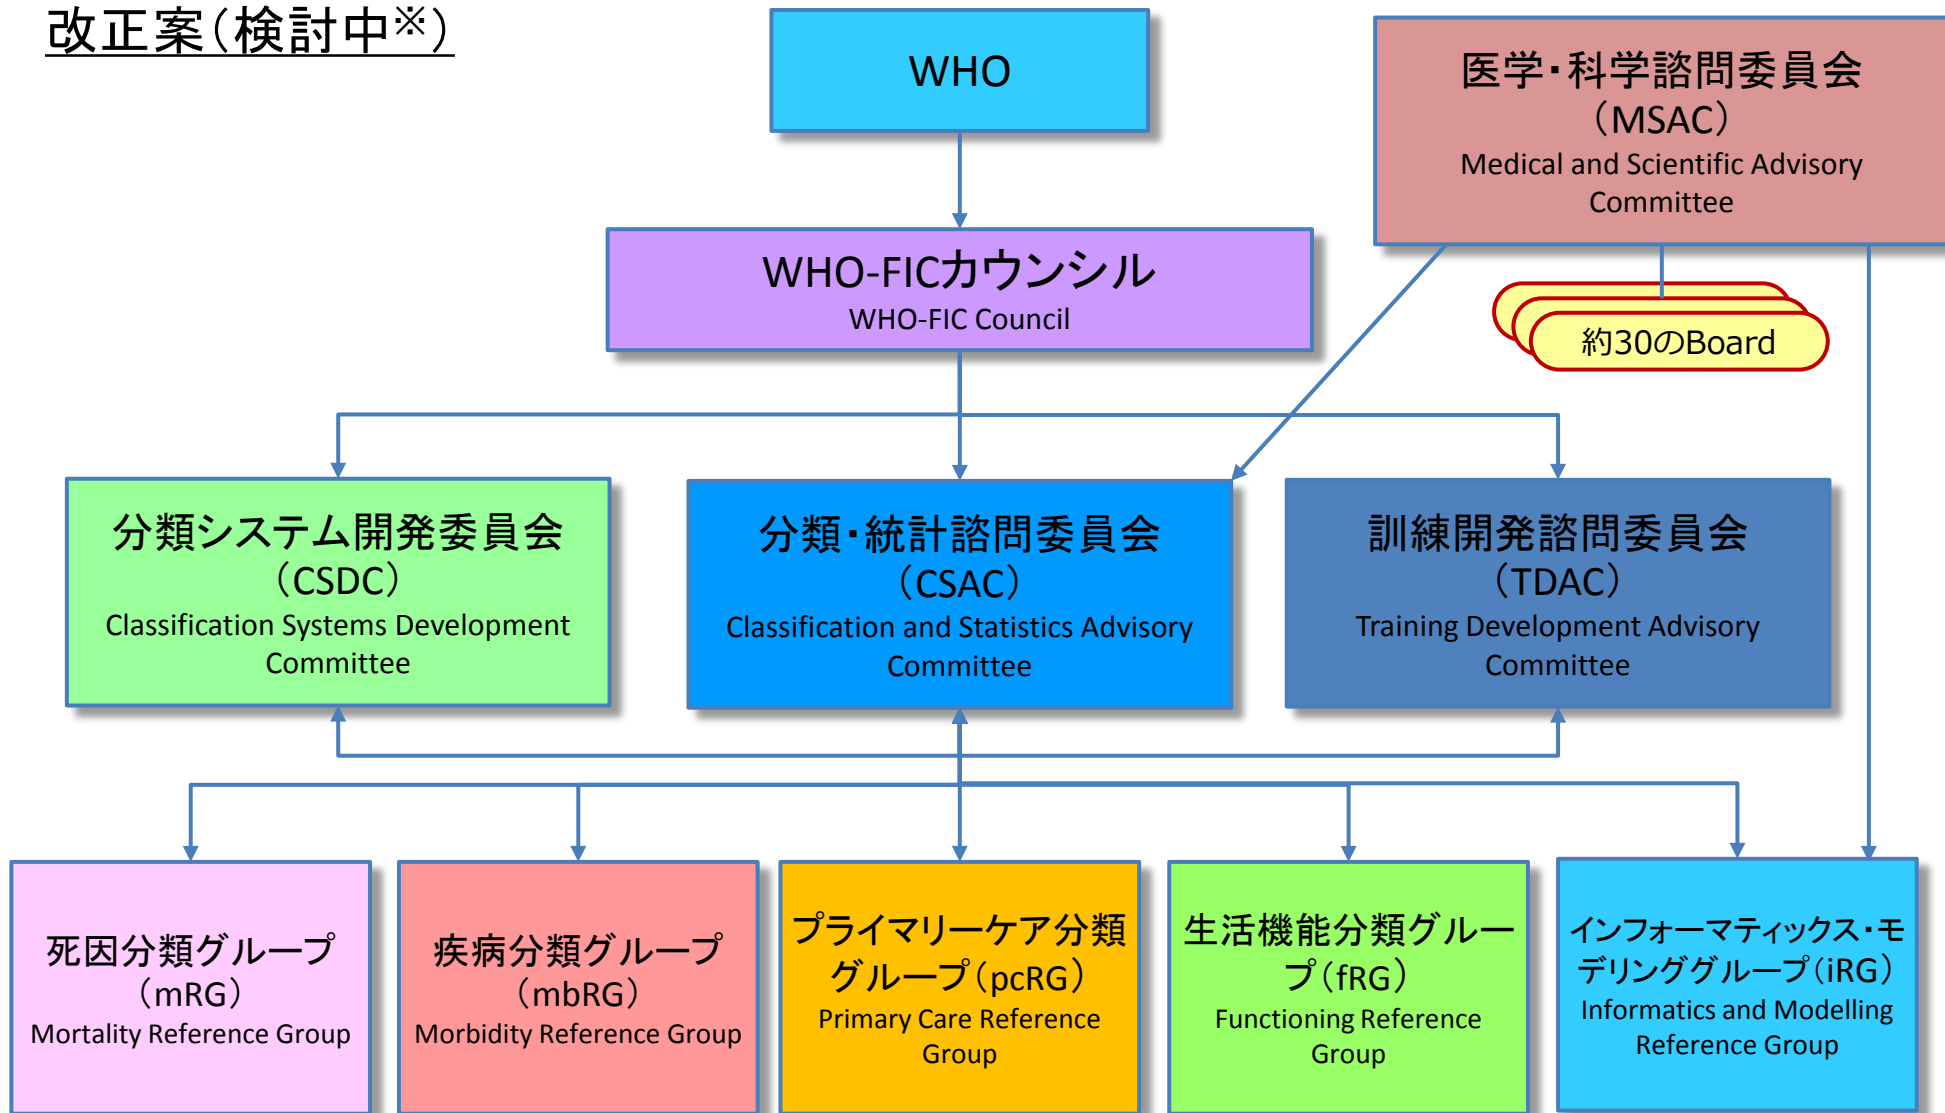 改正案(検討中※)
WHO
医学・科学諮問委員会
(MSAC)
Medical and Scientific Advisory
Committee
WHO-FICカウンシル
WHO-FIC Council
約30のBoard
分類システム開発委員会
(CSDC)
Classification Systems Development
Committee
分類・統計諮問委員会
(CSAC)
Classification and Statistics Advisory
Committee
訓練開発諮問委員会
(TDAC)
Training Development Advisory
Committee
死因分類グループ
(mRG)
Mortality Reference Group
疾病分類グループ
(mbRG)
Morbidity Reference Group
プライマリーケア分類
グループ(pcRG)
Primary Care Reference
Group
生活機能分類グルー
プ(fRG)
Functioning Reference
Group
インフォーマティックス・モ
デリンググループ(iRG)
Informatics and Modelling
Reference Group